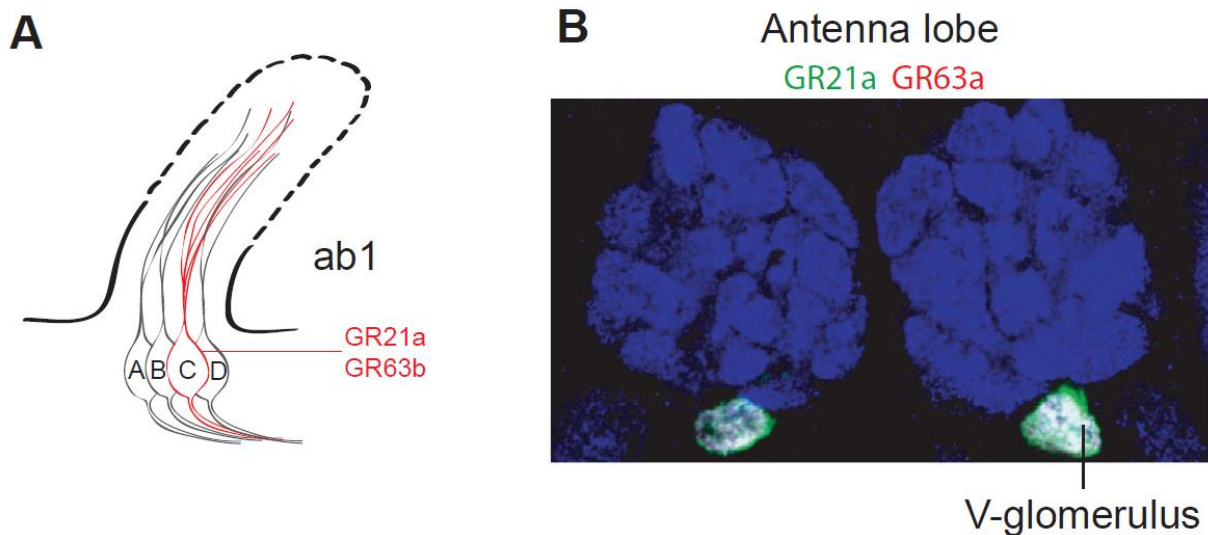 A
ab1
GR21a
GR63b
A B C D
B
Antenna lobe
GR21a GR63a
V-glomerulus